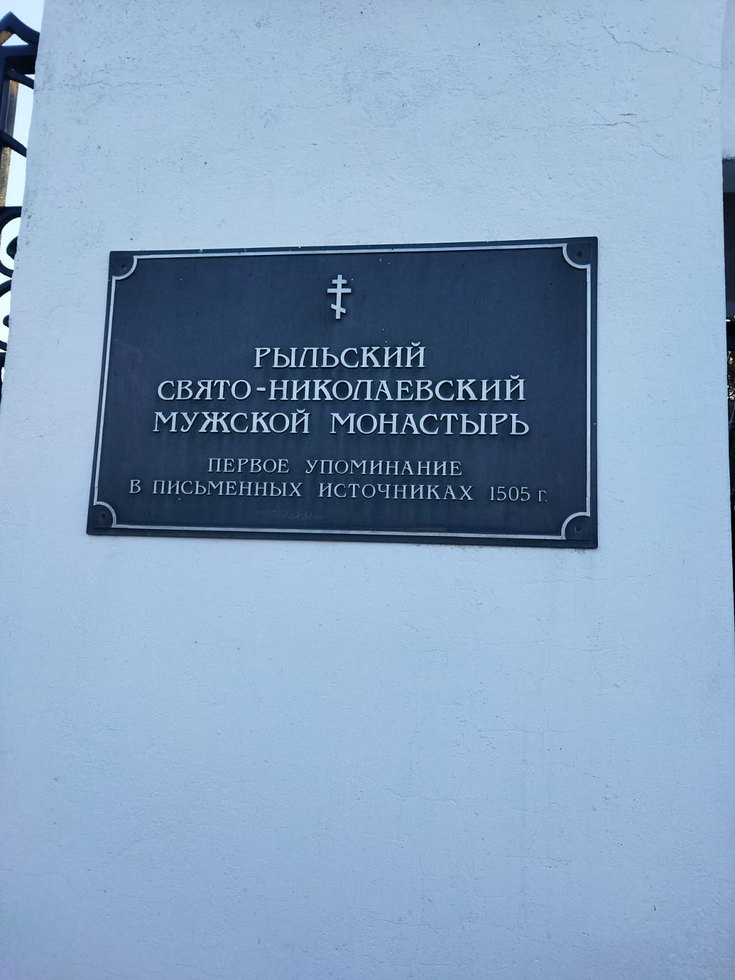 РЫЛЬСКИЙ
СВЯТО-НИКОЛАЕВСКИЙ
МУЖСКОЙ МОНАСТЫРЬ
ПЕРВОЕ УПОМИНАНИЕ
В ПИСЬМЕННЫХ ИСТОЧНИКАХ 1505 Г.